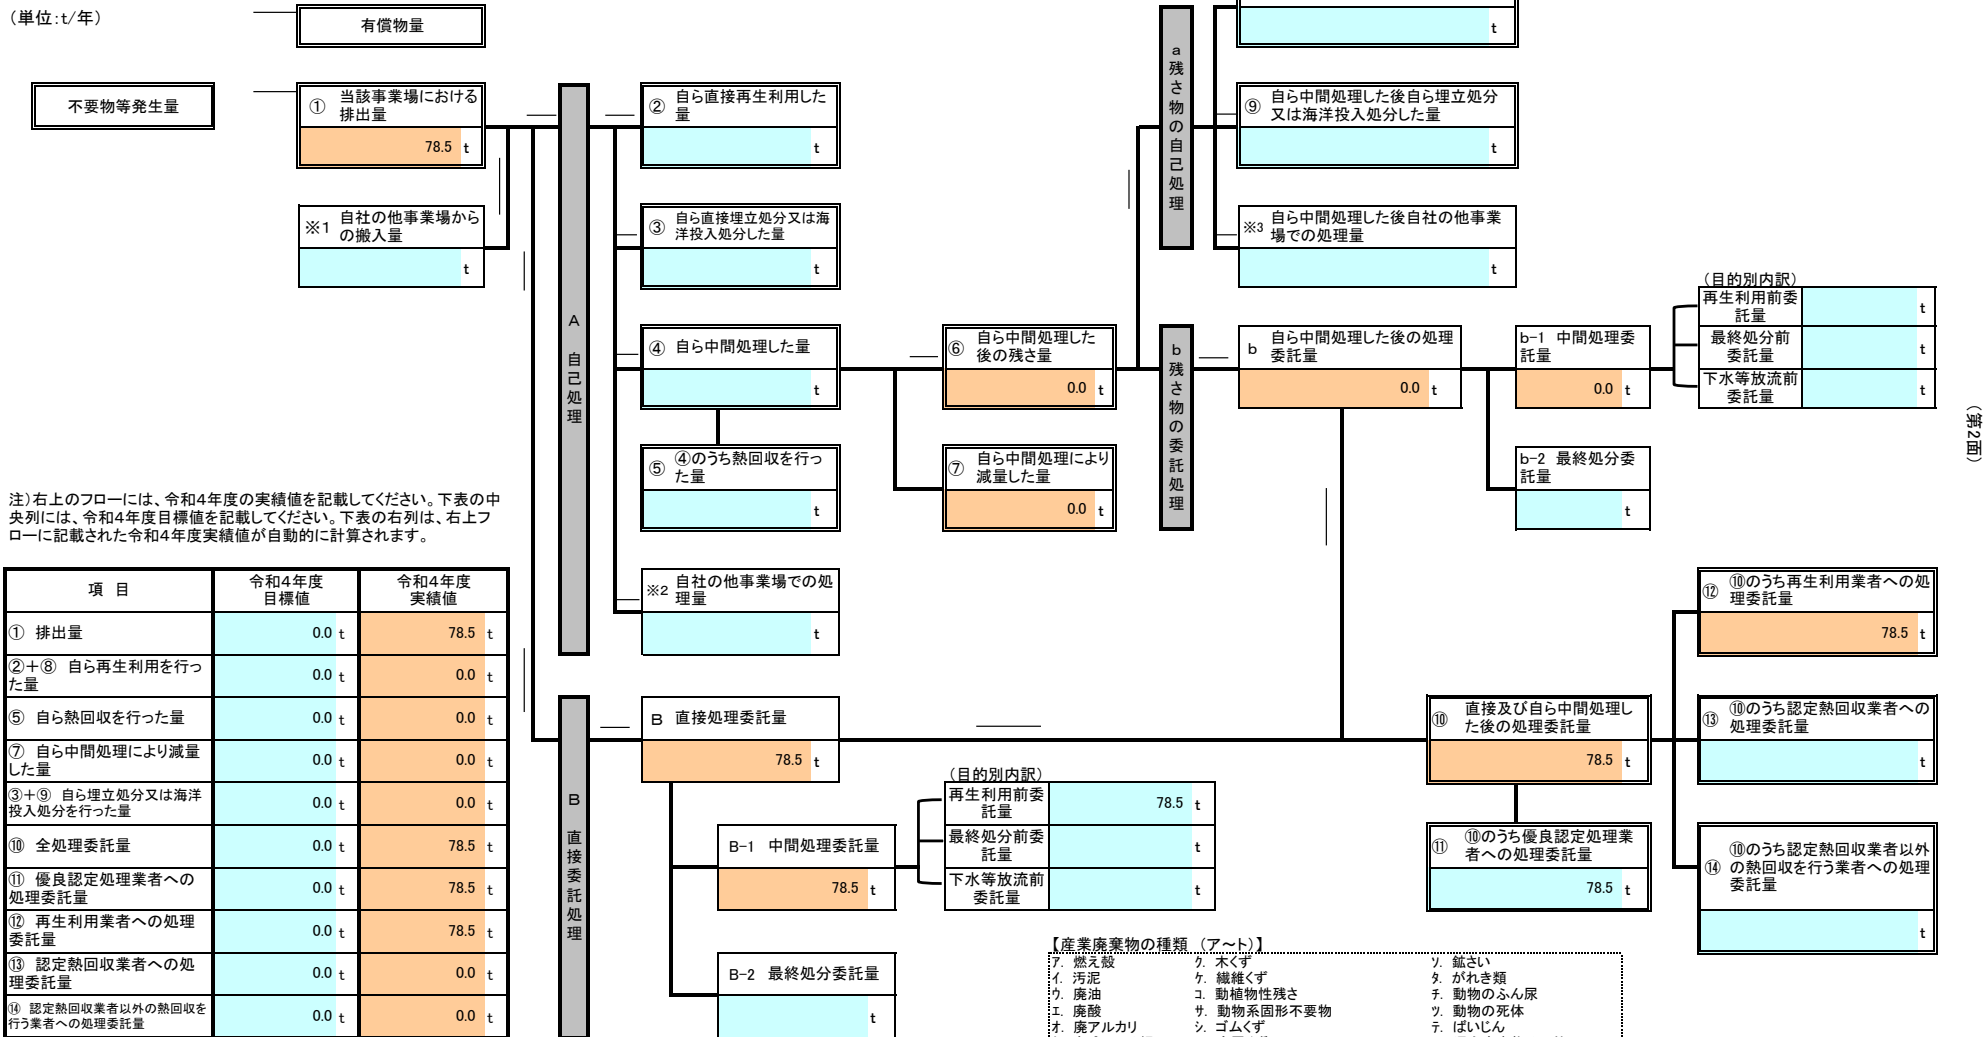 (単位:t/年)
有償物量
不要物等発生量
① 当該事業場における
排出量
78.5 t
※1 自社の他事業場から
の搬入量
t
A 自己処理
② 自ら直接再生利用した
量
t
③ 自ら直接埋立処分又は海
洋投入処分した量
t
④ 自ら中間処理した量
t
⑤ ④のうち熱回収を行っ
た量
t
※2 自社の他事業場での処
理量
t
⑥ 自ら中間処理した
後の残さ量
0.0 t
⑦ 自ら中間処理により
減量した量
0.0 t
a 残さ物の自己処理
t
⑨ 自ら中間処理した後自ら埋立処分
又は海洋投入処分した量
t
※3 自ら中間処理した後自社の他事業
場での処理量
t
b 残さ物の委託処理
b 自ら中間処理した後の処理
委託量
0.0 t
b-1 中間処理委
託量
0.0 t
b-2 最終処分委
託量
t
(目的別内訳)
再生利用前委
託量
t
最終処分前
委託量
t
下水等放流前
委託量
t
(第2面)
注)右上のフローには、令和4年度の実績値を記載してください。下表の中
央列には、令和4年度目標値を記載してください。下表の右列は、右上フ
ローに記載された令和4年度実績値が自動的に計算されます。
項 目
令和4年度
目標値
令和4年度
実績値
① 排出量 0.0 t 78.5 t
②+⑧ 自ら再生利用を行っ
た量 0.0 t 0.0 t
⑤ 自ら熱回収を行った量 0.0 t 0.0 t
⑦ 自ら中間処理により減量
した量 0.0 t 0.0 t
③+⑨ 自ら埋立処分又は海洋
投入処分を行った量 0.0 t 0.0 t
⑩ 全処理委託量 0.0 t 78.5 t
⑪ 優良認定処理業者への
処理委託量 0.0 t 78.5 t
⑫ 再生利用業者への処理
委託量 0.0 t 78.5 t
⑬ 認定熱回収業者への処
理委託量 0.0 t 0.0 t
⑭ 認定熱回収業者以外の熱回収を
行う業者への処理委託量 0.0 t 0.0 t
B 直接委託処理
B 直接処理委託量
78.5 t
B-1 中間処理委託量
78.5 t
B-2 最終処分委託量
t
(目的別内訳)
再生利用前委
託量
78.5 t
最終処分前委
託量
t
下水等放流前
委託量
t
⑩ 直接及び自ら中間処理し
た後の処理委託量
78.5 t
⑪ ⑩のうち優良認定処理業
者への処理委託量
78.5 t
⑫ ⑩のうち再生利用業者への処
理委託量
78.5 t
⑬ ⑩のうち認定熱回収業者への
処理委託量
t
⑭ ⑩のうち認定熱回収業者以外
の熱回収を行う業者への処理
委託量
t
【産業廃棄物の種類 (ア~ト)】
ア. 燃え殻 ク. 木くず ソ. 鉱さい
イ. 汚泥 ケ. 繊維くず タ. がれき類
ウ. 廃油 コ. 動植物性残さ チ. 動物のふん尿
エ. 廃酸 サ. 動物系固形不要物 ツ. 動物の死体
オ. 廃アルカリ シ. ゴムくず テ. ばいじん